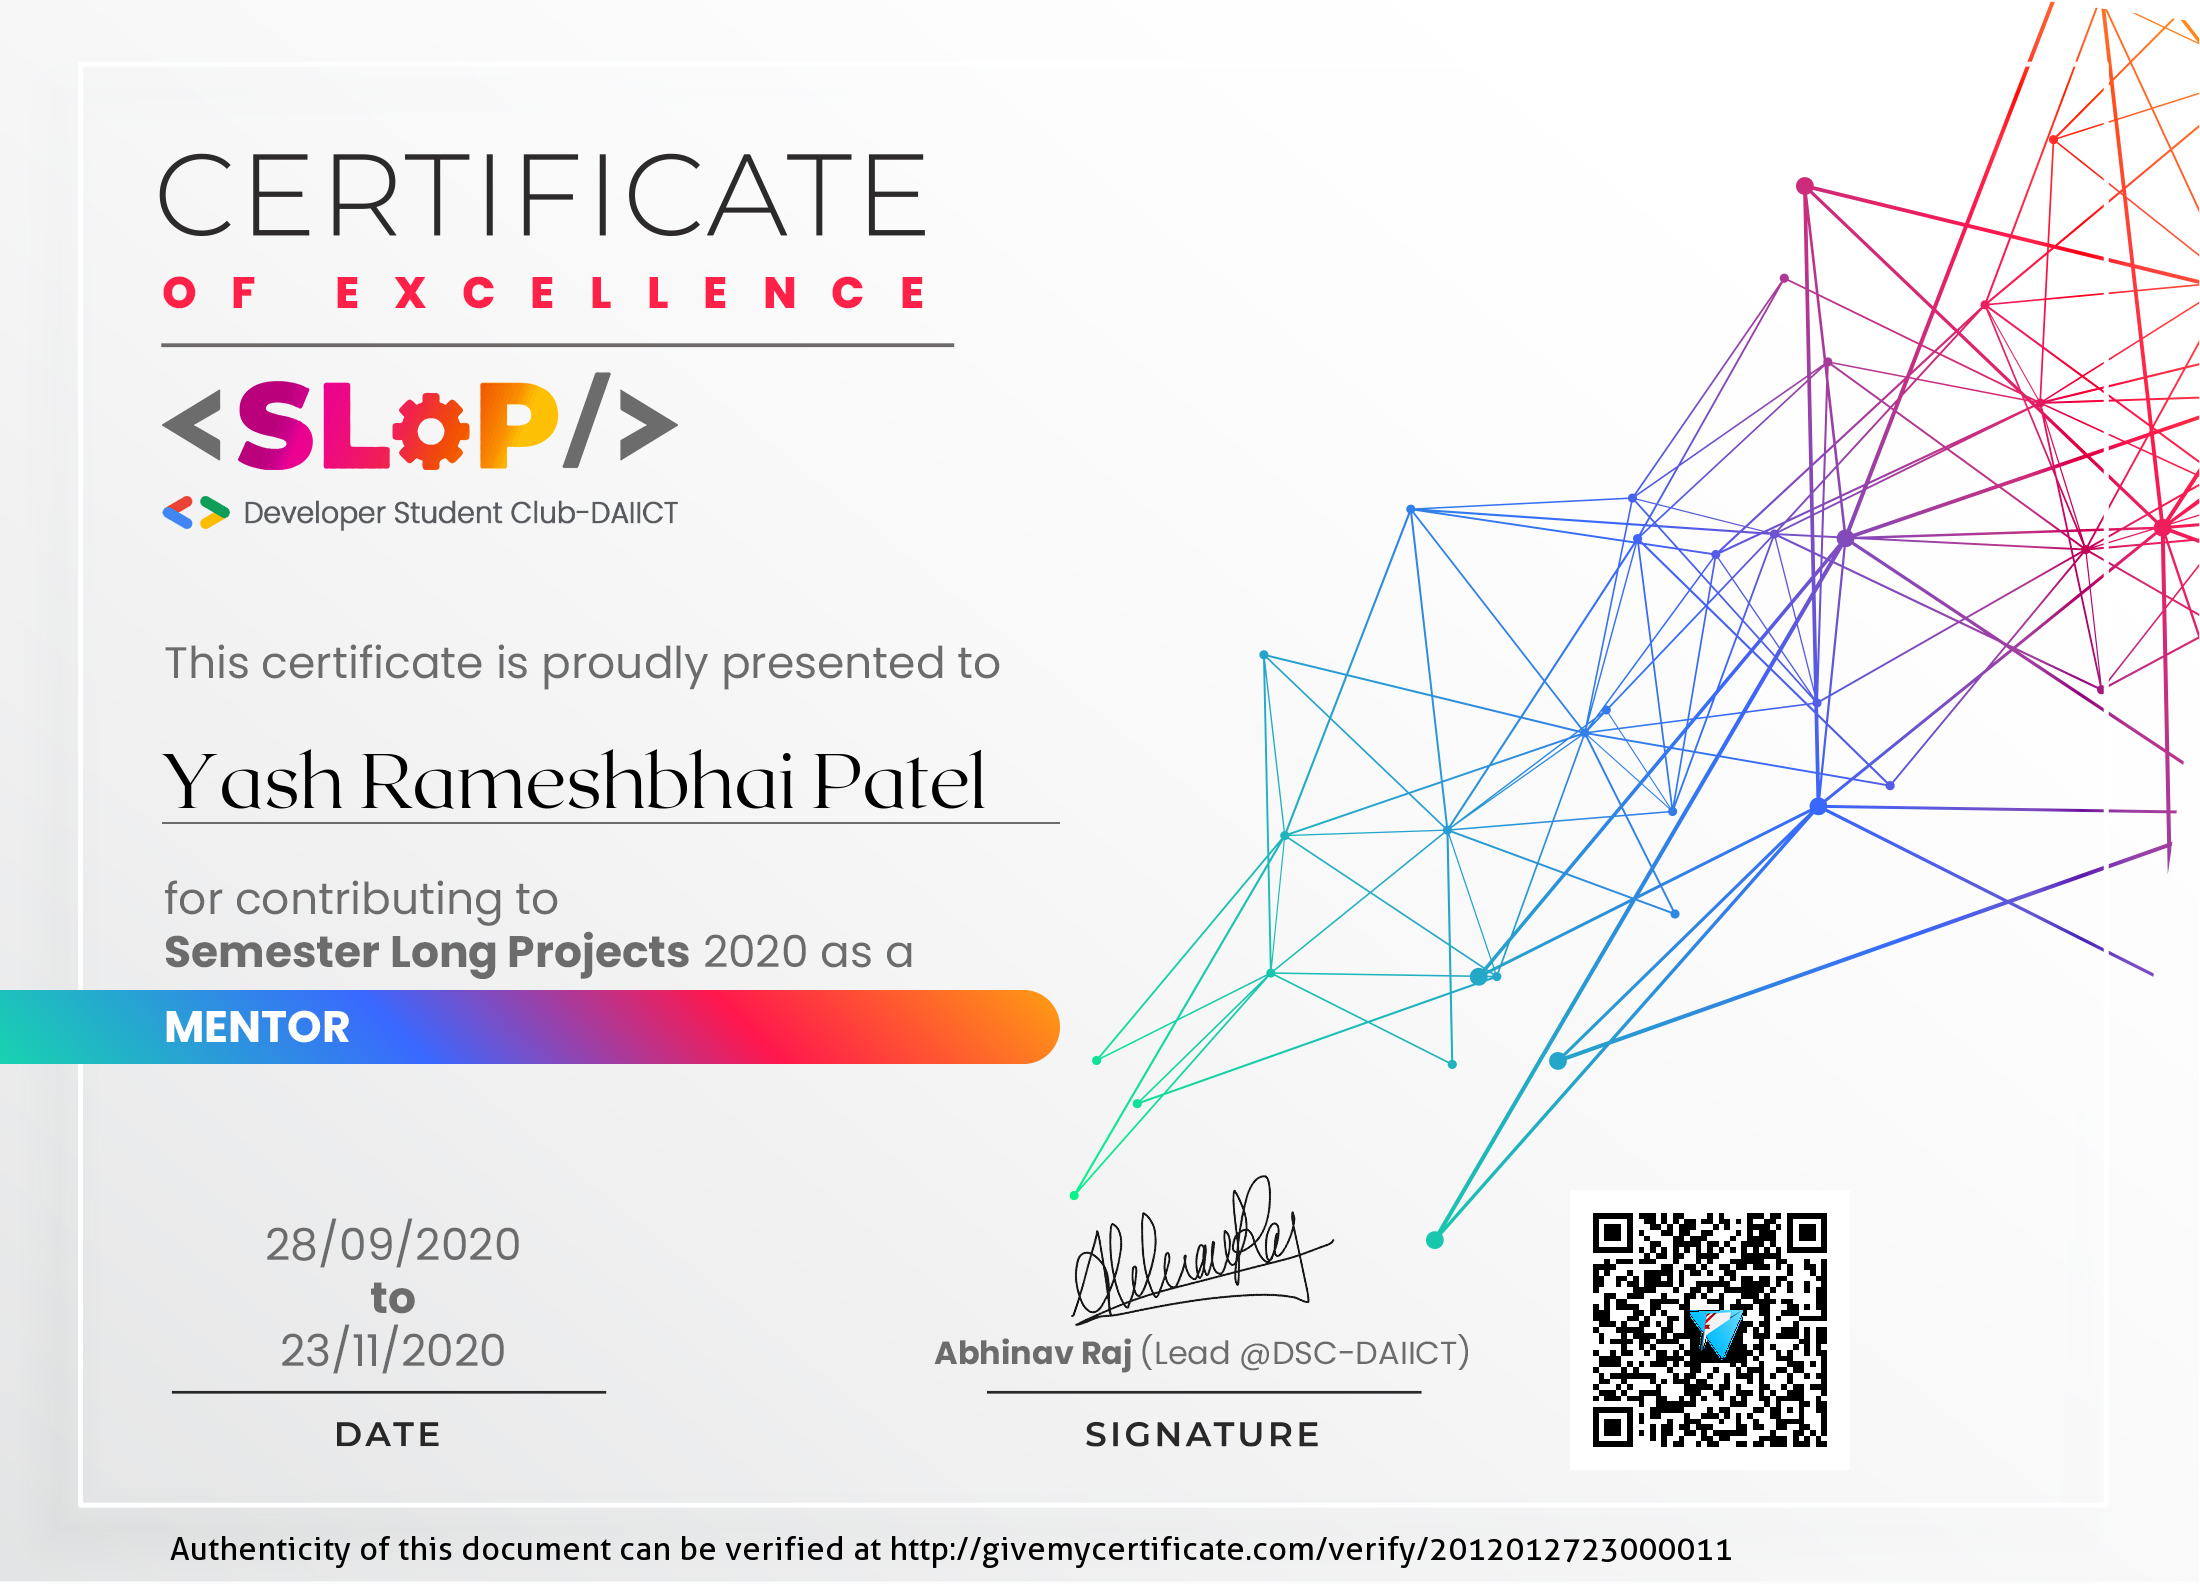 CERTIFICATE
OF EXCELLENCE
<SLOP/>
Developer Student Club-DAIICT
This certificate is proudly presented to
Yash Rameshbhai Patel
for contributing to
Semester Long Projects 2020 as a
MENTOR
28/09/2020
to
23/11/2020
DATE
Abhinav Raj
Abhinav Raj (Lead @DSC-DAIICT)
SIGNATURE
Authenticity of this document can be verified at http://givemycertificate.com/verify/2012012723000011